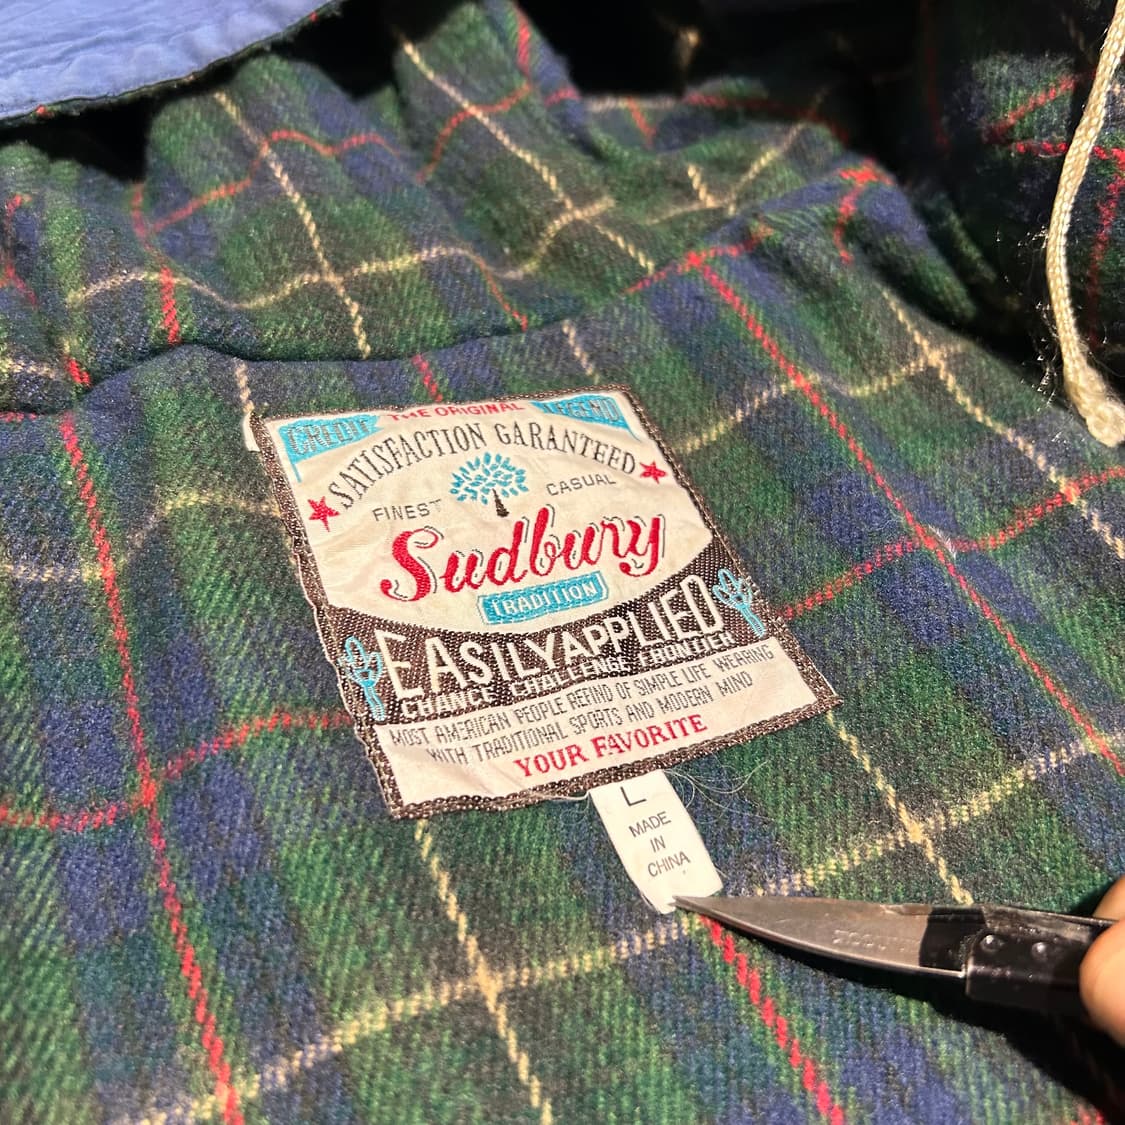 THE ORIGINAL
CREDIT LEGEND
SATISFACTION GARANTEED
FINEST CASUAL
Sudbury
TRADITION
EASILYAPPLIED
CHANCE CHALLENGE FRONTIER
MOST AMERICAN PEOPLE REFIND OF SIMPLE LIFE WEARING
WITH TRADITIONAL SPORTS AND MODERN MIND
YOUR FAVORITE
L
MADE
IN
CHINA